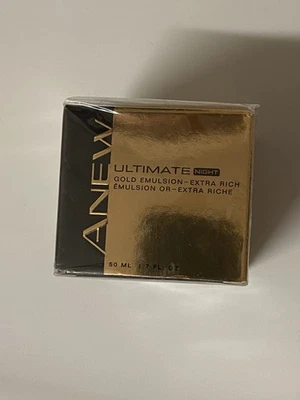 ANEW
ULTIMATE NIGHT
GOLD EMULSION–EXTRA RICH
ÉMULSION OR–EXTRA RICHE
50 ML